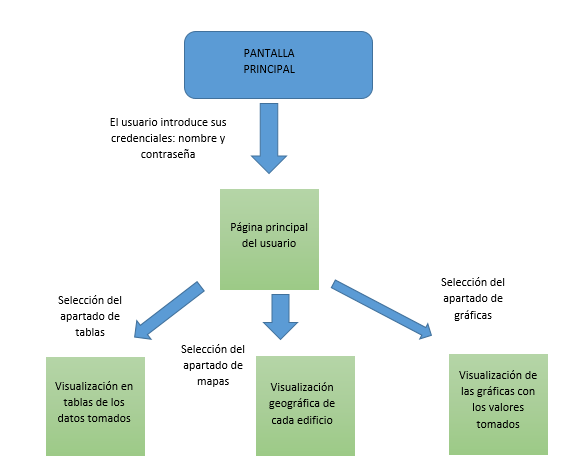 PANTALLA
PRINCIPAL
El usuario introduce sus
credenciales: nombre y
contraseña
Página principal
del usuario
Selección del
apartado de
tablas
Selección del
apartado de
mapas
Selección del
apartado de
gráficas
Visualización en
tablas de los
datos tomados
Visualización
geográfica de
cada edificio
Visualización de
las gráficas con
los valores
tomados